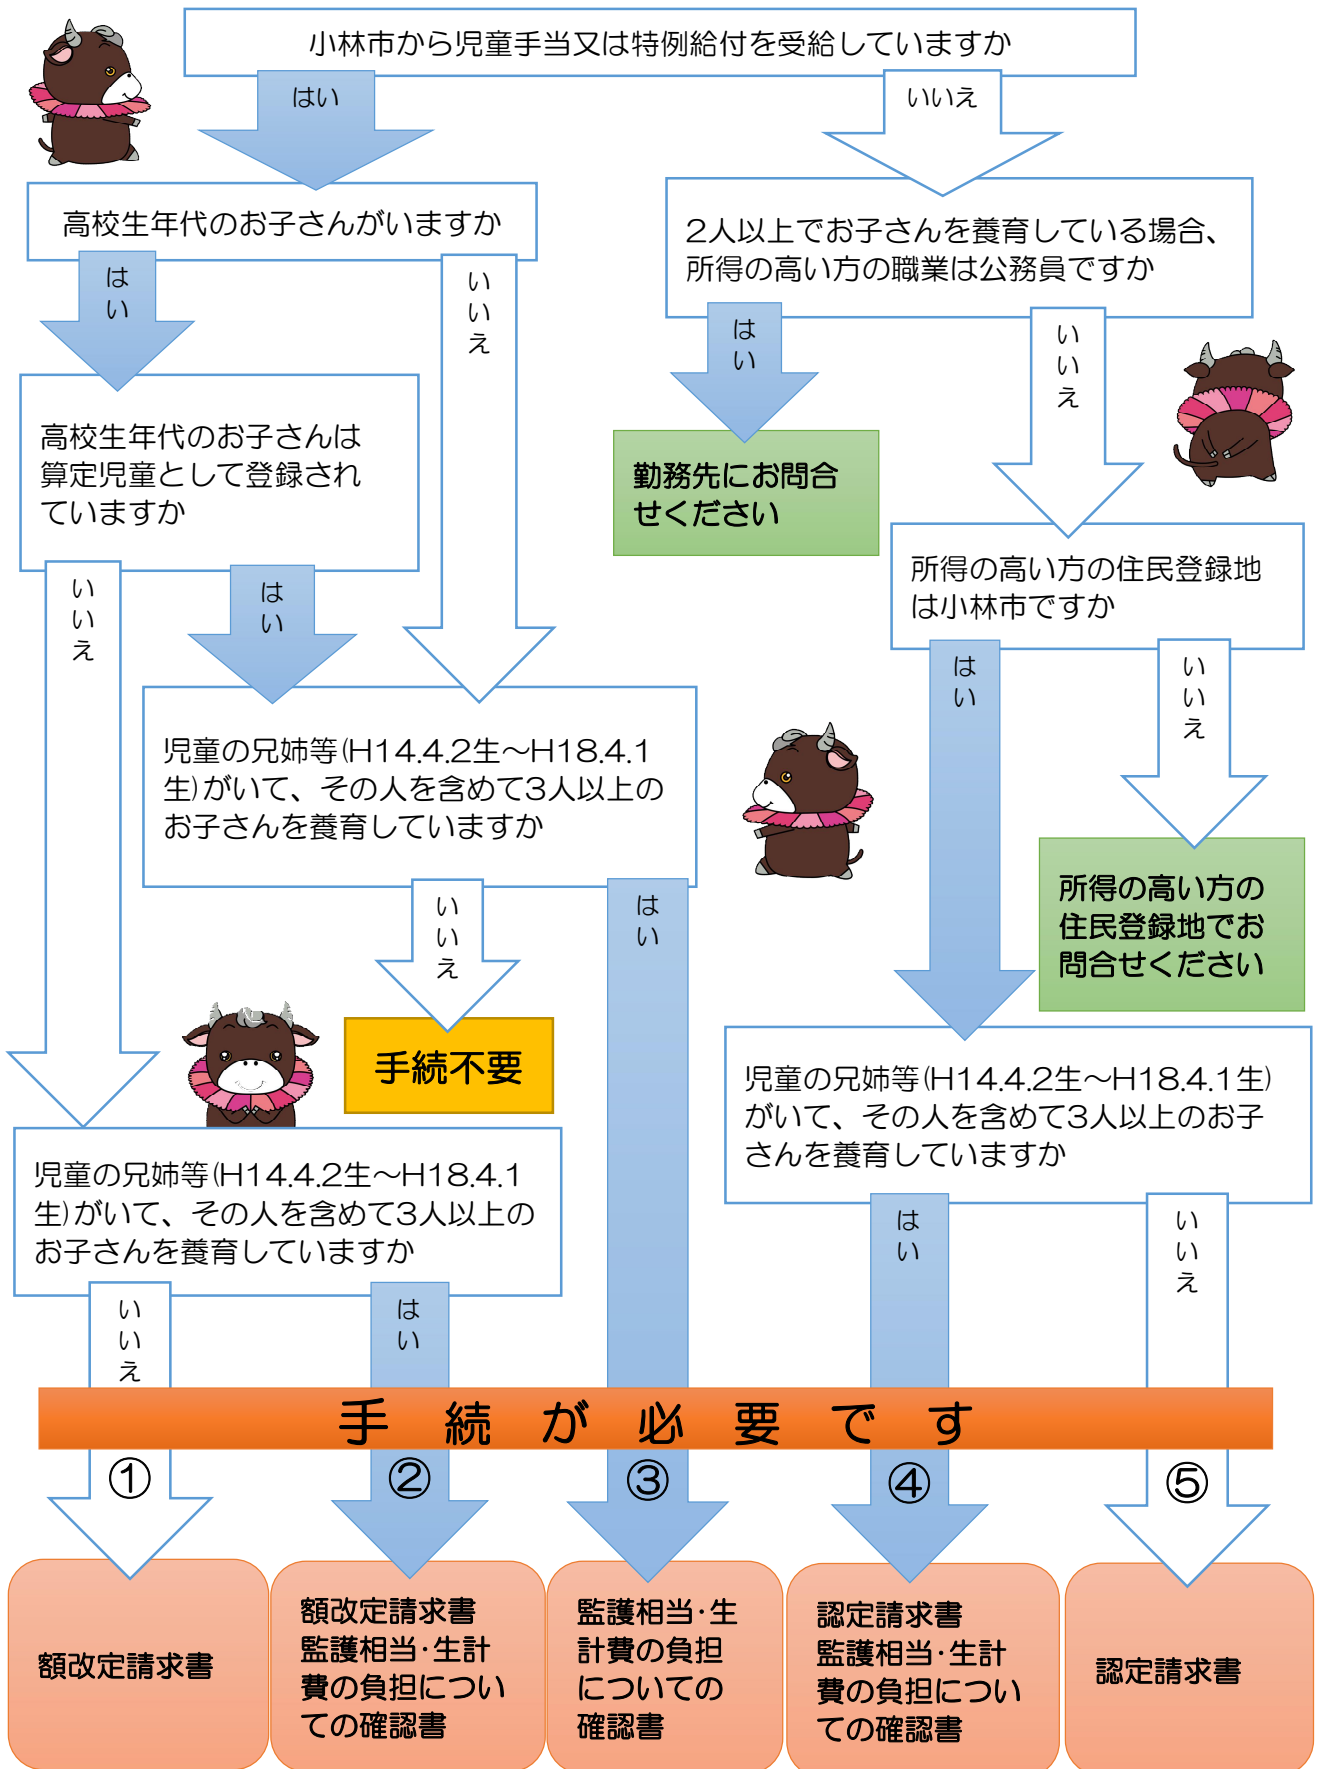 小林市から児童手当又は特例給付を受給していますか
はい
いいえ
高校生年代のお子さんがいますか
2人以上でお子さんを養育している場合、
所得の高い方の職業は公務員ですか
はい
いいえ
はい
いいえ
高校生年代のお子さんは
算定児童として登録され
ていますか
勤務先にお問合
せください
所得の高い方の住民登録地
は小林市ですか
いいえ
はい
はい
いいえ
児童の兄姉等(H14.4.2生～H18.4.1
生)がいて、その人を含めて3人以上の
お子さんを養育していますか
所得の高い方の
住民登録地でお
問合せください
いいえ
はい
手続不要
児童の兄姉等(H14.4.2生～H18.4.1生)
がいて、その人を含めて3人以上のお子
さんを養育していますか
児童の兄姉等(H14.4.2生～H18.4.1
生)がいて、その人を含めて3人以上の
お子さんを養育していますか
はい
いいえ
いいえ
はい
手続が必要です
①
②
③
④
⑤
額改定請求書
額改定請求書
監護相当・生計
費の負担につい
ての確認書
監護相当・生
計費の負担
についての
確認書
認定請求書
監護相当・生計
費の負担につい
ての確認書
認定請求書